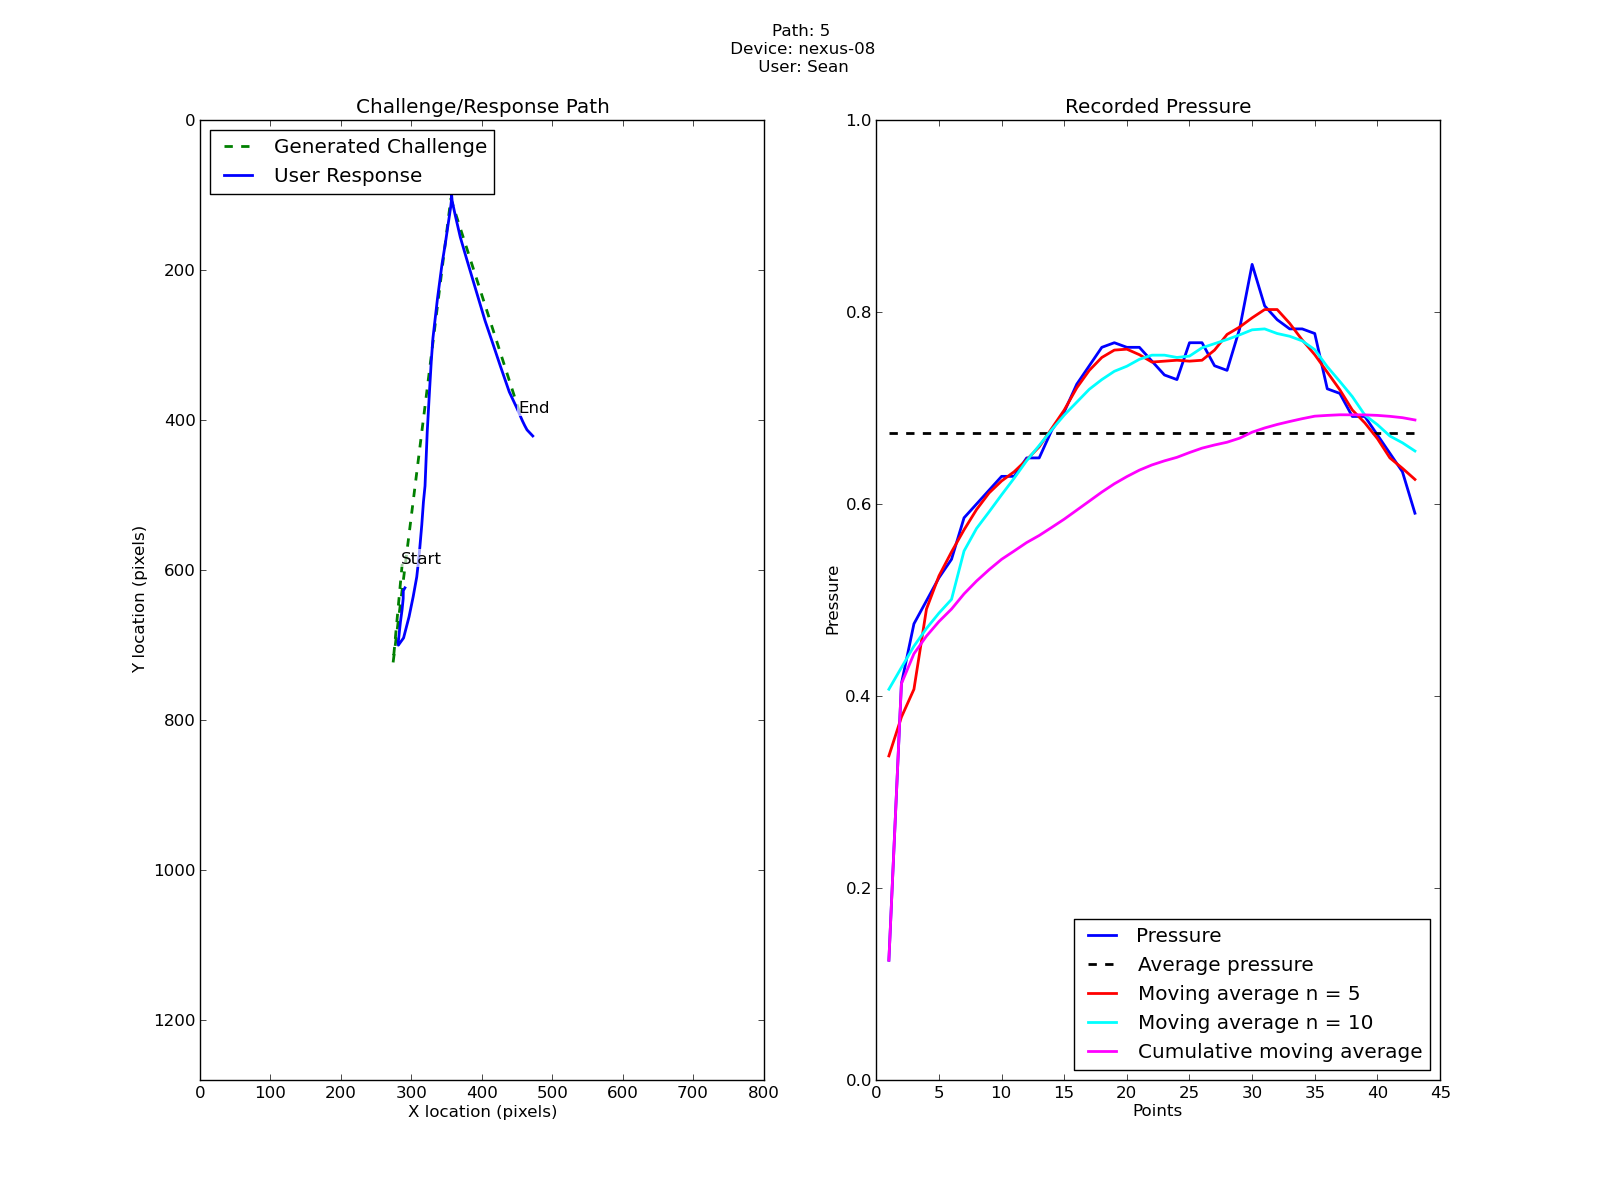 Path: 5
Device: nexus-08
User: Sean
Challenge/Response Path
Generated Challenge
User Response
0
200
400
600
800
1000
1200
Y location (pixels)
End
Start
0 100 200 300 400 500 600 700 800
X location (pixels)
Recorded Pressure
1.0
0.8
0.6
0.4
0.2
0.0
Pressure
Pressure
Average pressure
Moving average n = 5
Moving average n = 10
Cumulative moving average
0 5 10 15 20 25 30 35 40 45
Points